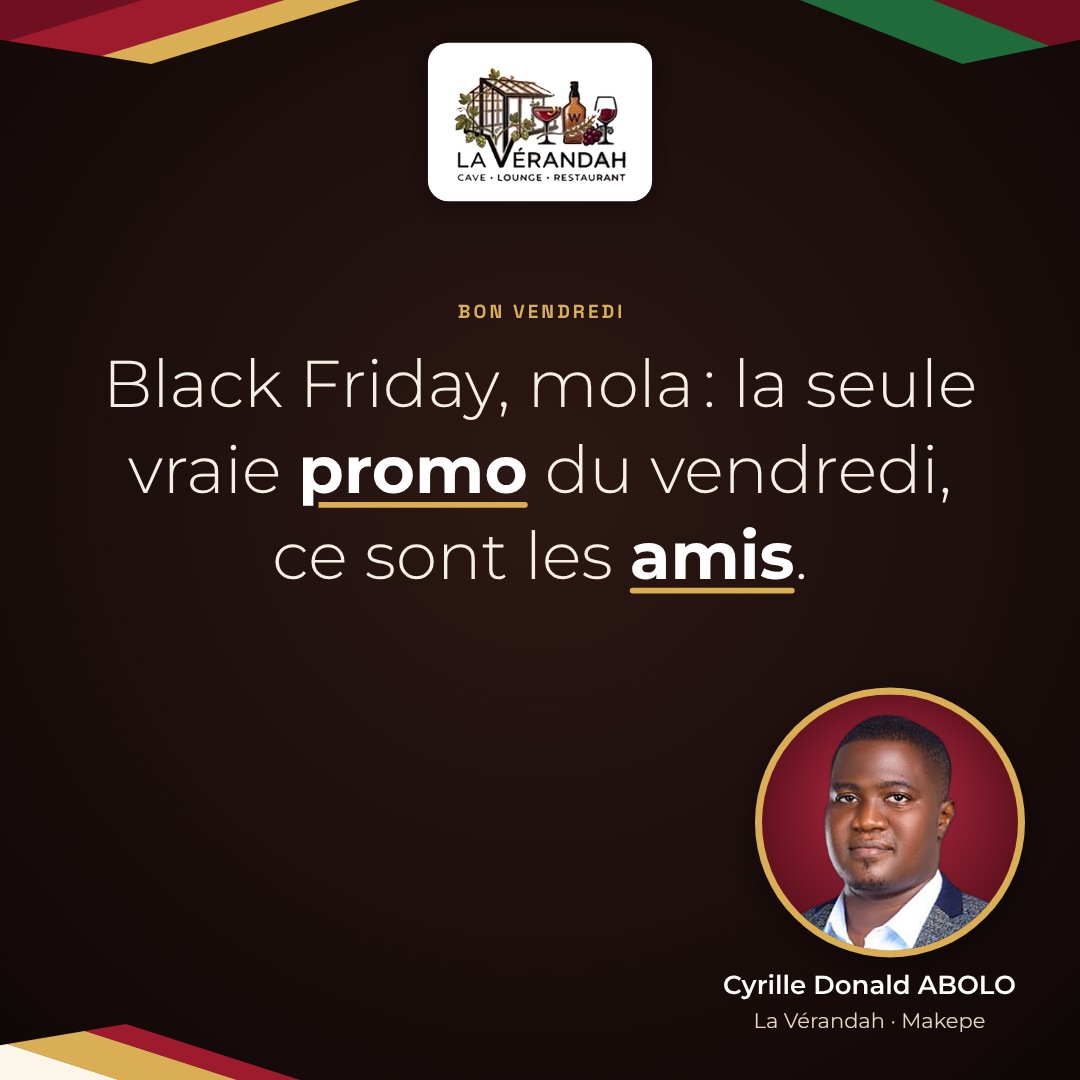 W
LA VÉRANDAH
CAVE • LOUNGE • RESTAURANT
BON VENDREDI
Black Friday, mola : la seule
vraie promo du vendredi,
ce sont les amis.
Cyrille Donald ABOLO
La Vérandah · Makepe